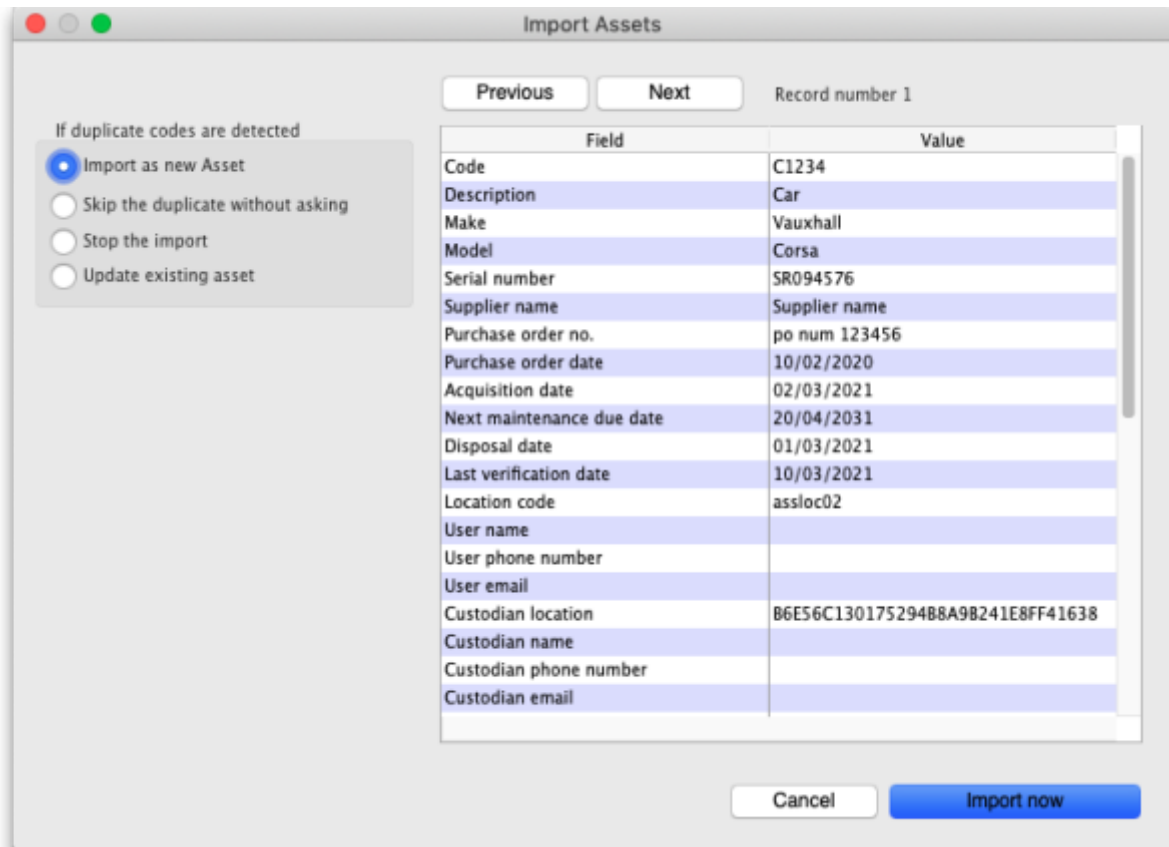 Import Assets
Previous Next Record number 1
If duplicate codes are detected
Import as new Asset
Skip the duplicate without asking
Stop the import
Update existing asset
Field Value
Code C1234
Description Car
Make Vauxhall
Model Corsa
Serial number SR094576
Supplier name Supplier name
Purchase order no. po num 123456
Purchase order date 10/02/2020
Acquisition date 02/03/2021
Next maintenance due date 20/04/2031
Disposal date 01/03/2021
Last verification date 10/03/2021
Location code assloc02
User name
User phone number
User email
Custodian location B6E56C130175294B8A9B241E8FF41638
Custodian name
Custodian phone number
Custodian email
Cancel Import now